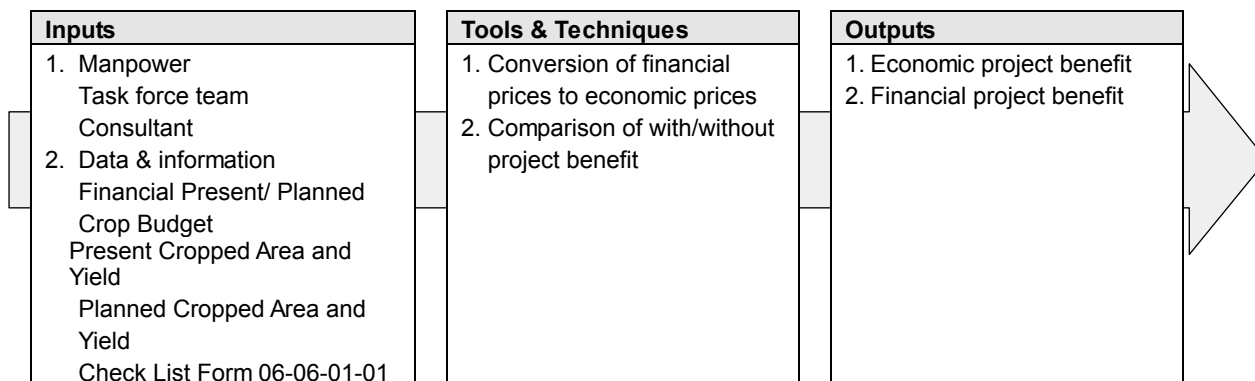 Inputs
1. Manpower
Task force team
Consultant
2. Data & information
Financial Present/ Planned
Crop Budget
Present Cropped Area and
Yield
Planned Cropped Area and
Yield
Check List Form 06-06-01-01
Tools & Techniques
1. Conversion of financial
prices to economic prices
2. Comparison of with/without
project benefit
Outputs
1. Economic project benefit
2. Financial project benefit